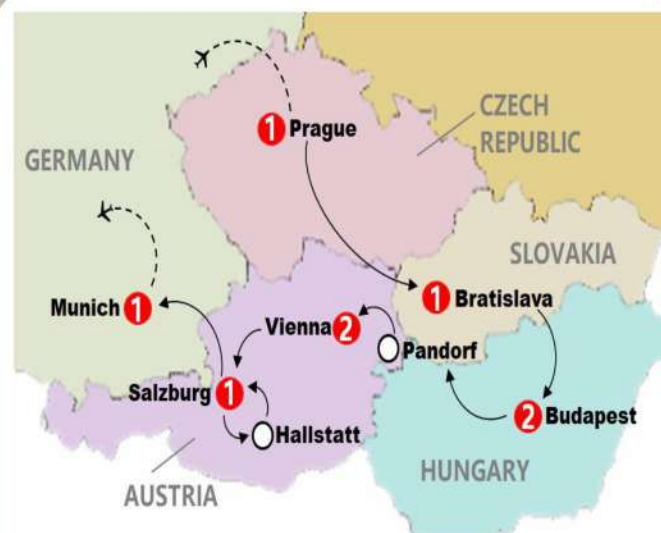 CZECH
REPUBLIC
1 Prague
GERMANY
SLOVAKIA
1 Bratislava
Munich 1
Vienna 2
Pandorf
Salzburg 1
2 Budapest
Hallstatt
HUNGARY
AUSTRIA